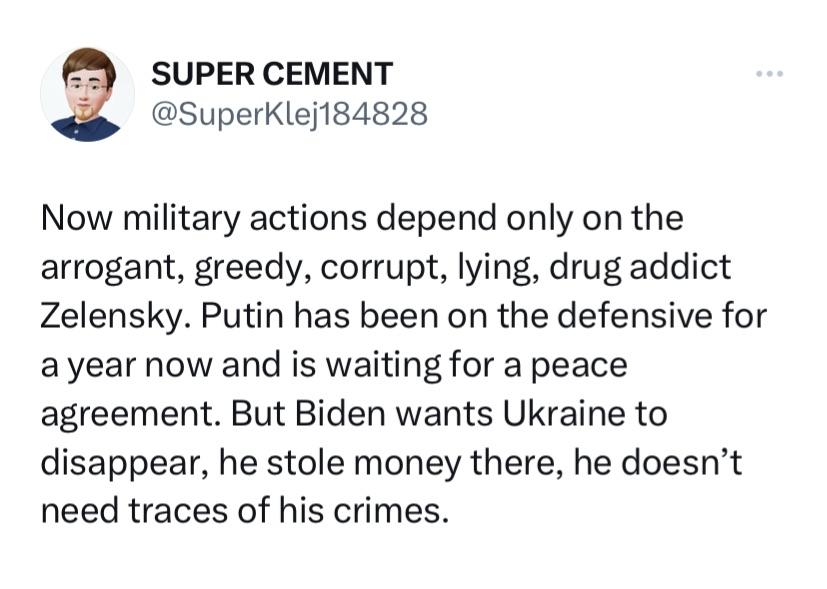 SUPER CEMENT
@SuperKlej184828
Now military actions depend only on the
arrogant, greedy, corrupt, lying, drug addict
Zelensky. Putin has been on the defensive for
a year now and is waiting for a peace
agreement. But Biden wants Ukraine to
disappear, he stole money there, he doesn’t
need traces of his crimes.